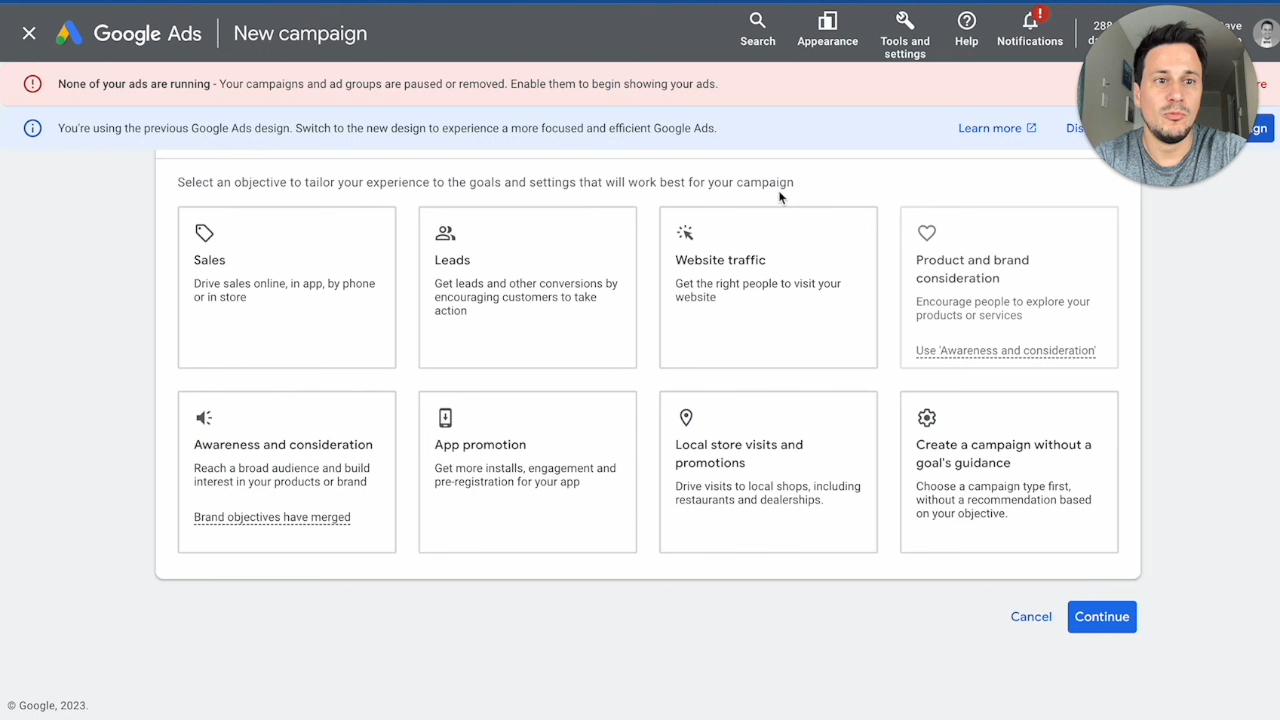 Google Ads
New campaign
Search
Appearance
Tools and
settings
Help
Notifications
None of your ads are running - Your campaigns and ad groups are paused or removed. Enable them to begin showing your ads.
You're using the previous Google Ads design. Switch to the new design to experience a more focused and efficient Google Ads.
Learn more
Select an objective to tailor your experience to the goals and settings that will work best for your campaign
Sales
Drive sales online, in app, by phone
or in store
Leads
Get leads and other conversions by
encouraging customers to take
action
Website traffic
Get the right people to visit your
website
Product and brand
consideration
Encourage people to explore your
products or services
Use 'Awareness and consideration'
Awareness and consideration
Reach a broad audience and build
interest in your products or brand
Brand objectives have merged
App promotion
Get more installs, engagement and
pre-registration for your app
Local store visits and
promotions
Drive visits to local shops, including
restaurants and dealerships.
Create a campaign without a
goal's guidance
Choose a campaign type first,
without a recommendation based
on your objective.
Cancel
Continue
© Google, 2023.